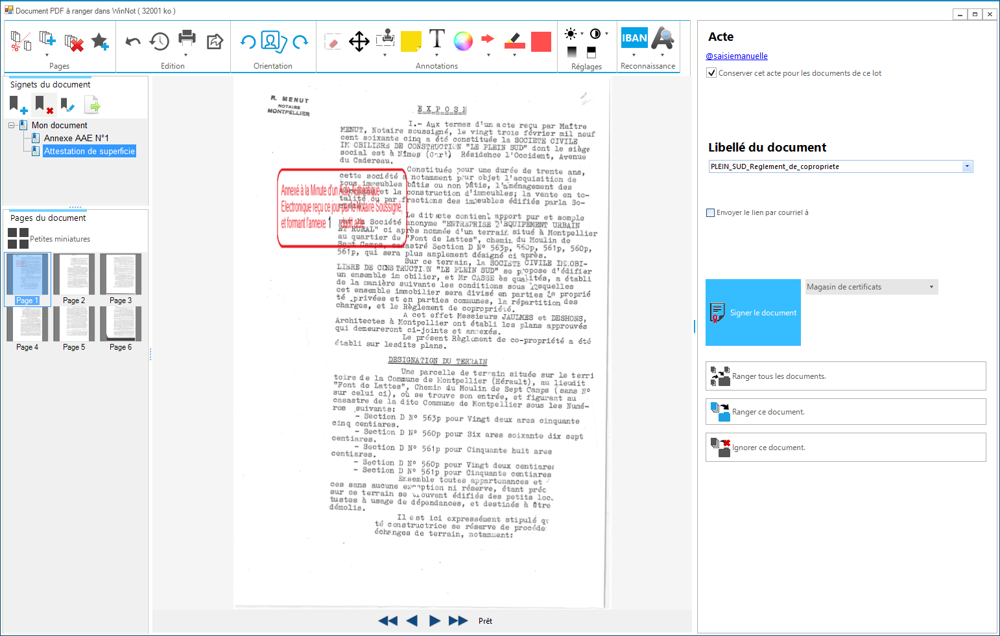 Document PDF à ranger dans WinNot ( 32001 ko )
Pages
Edition
Orientation
T
Annotations
Réglages
IBAN
A
Reconnaissance
Signets du document
Mon document
Annexe AAE N°1
Attestation de superficie
Pages du document
Petites miniatures
Page 1
Page 2
Page 3
Page 4
Page 5
Page 6
R. MENUT
NOTAIRE
MONTPELLIER
EXPOSE
I.- Aux termes d'un acte reçu par Maître
MENUT, Notaire soussigné, le vingt trois février mil neuf
cent soixante cinq a été constituée la SOCIETE CIVILE
IMMOBILIERE DE CONSTRUCTION "LE PLEIN SUD" dont le siège
social est à Nîmes (Gard) Résidence l'Occident, Avenue
du Cadereau.
Constituée pour une durée de trente ans,
cette société a notamment pour objet l'acquisition de
tous immeubles bâtis ou non bâtis, l'aménagement des
et la construction d'immeubles; la vente en to-
talité ou par fractions des immeubles édifiés par la So-
Annexé à la Minute d'un Acte Authentique
Electronique reçu ce jour par le Notaire Soussigné,
et formant l'annexe 1 dudit acte
Le dit acte contient apport pur et simple
par la Société anonyme "ENTREPRISE D'EQUIPEMENT URBAIN
ET RURAL" ci après nommée d'un terrain situé à Montpellier
au quartier de "Font de Lattes", chemin du Moulin de
Sept Camps, cadastré Section D Nº 563p, 560p, 561p, 560p,
561p, qui sera plus amplement désigné ci après.
Sur ce terrain, la SOCIETE CIVILE IMMOBI-
LIERE DE CONSTRUCTION "LE PLEIN SUD" se propose d'édifier
un ensemble immobilier, et Mr CASSE ès qualités, a établi
de la manière suivante les conditions sous lesquelles
cet ensemble immobilier sera divisé en parties de proprié
té privées et en parties communes, la répartition des
charges, et le Règlement de copropriété.
A cet effet Messieurs JAULMES et DESHONS,
Architectes à Montpellier ont établi les plans approuvés
qui demeureront ci-joints et annexés.
Le présent Règlement de co-propriété a été
établi sur lesdits plans.
DESIGNATION DU TERRAIN
Une parcelle de terrain située sur le terri
toire de la Commune de Montpellier (Hérault), au lieudit
"Font de Lattes", Chemin du Moulin de Sept Camps (sans Nº
sur celui ci), où se trouve son entrée, et figurant au
casastre de la dite Commune de Montpellier sous les Numé-
ros suivants:
- Section D Nº 563p pour Vingt deux ares cinquante
cinq centiares.
- Section D Nº 560p pour Six ares soixante dix sept
centiares.
- Section D Nº 561p pour Cinquante huit ares
centiares.
- Section D Nº 560p pour Vingt deux centiares
- Section D Nº 561p pour Cinquante centiares
Ensemble toutes appartenances et
ces sans aucune exception ni réserve, étant préc
sur ce terrain se trouvent édifiés des petits loc
tustes à usage de dépendances, et destinés à être
démolis.
Il est ici expressément stipulé qu
té constructrice se réserve de procéde
échanges de terrain, notamment:
Prêt
Acte
@saisiemanuelle
Conserver cet acte pour les documents de ce lot
Libellé du document
PLEIN_SUD_Reglement_de_copropriete
Envoyer le lien par courriel à
Signer le document
Magasin de certificats
Ranger tous les documents.
Ranger ce document.
Ignorer ce document.